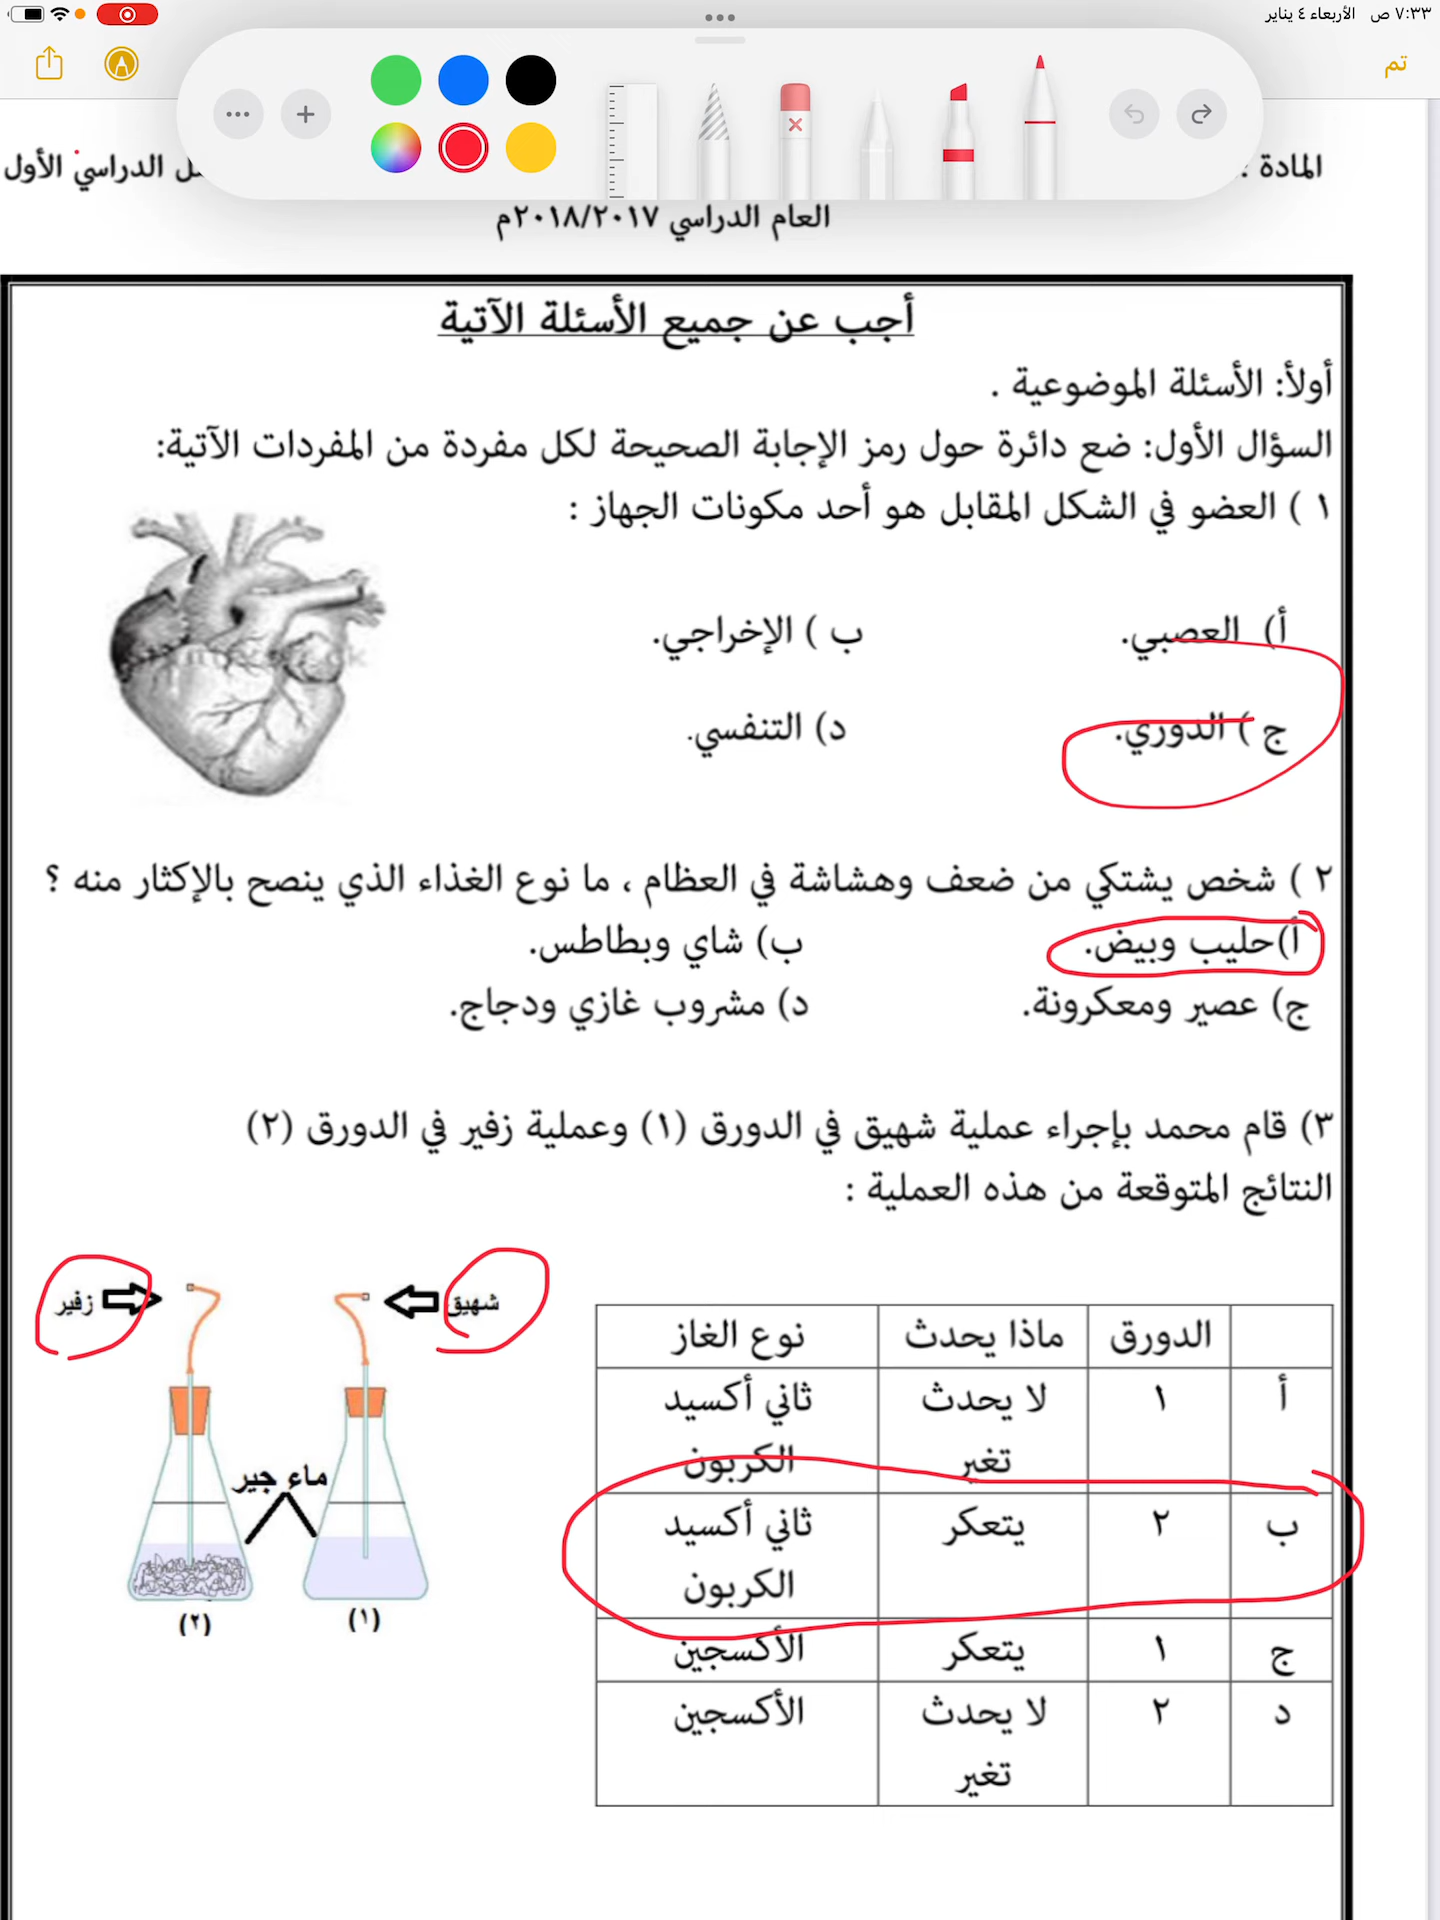 ٧:٣٣ ص الأربعاء ٤ يناير
تم
المادة :
الدراسي الأول
العام الدراسي ٢٠١٨/٢٠١٧م
أجب عن جميع الأسئلة الآتية
أولاً: الأسئلة الموضوعية .
السؤال الأول: ضع دائرة حول رمز الإجابة الصحيحة لكل مفردة من المفردات الآتية:
١ ) العضو في الشكل المقابل هو أحد مكونات الجهاز :
أ) العصبي. ب ) الإخراجي.
ج ) الدوري. د) التنفسي.
٢ ) شخص يشتكي من ضعف وهشاشة في العظام ، ما نوع الغذاء الذي ينصح بالإكثار منه ؟
أ)حليب وبيض. ب) شاي وبطاطس.
ج) عصير ومعكرونة. د) مشروب غازي ودجاج.
٣) قام محمد بإجراء عملية شهيق في الدورق (١) وعملية زفير في الدورق (٢)
النتائج المتوقعة من هذه العملية :
الدورق ماذا يحدث نوع الغاز
أ ١ لا يحدث تغير ثاني أكسيد الكربون
ب ٢ يتعكر ثاني أكسيد الكربون
ج ١ يتعكر الأكسجين
د ٢ لا يحدث تغير الأكسجين
شهيق
زفير
ماء جير
(١)
(٢)